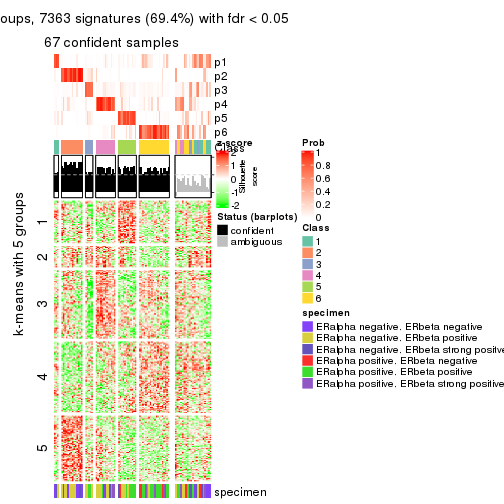 oups, 7363 signatures (69.4%) with fdr < 0.05
67 confident samples
p1
p2
p3
p4
p5
p6
Class
z-score
2
1
0
-1
-2
Silhouette
score
Status (barplots)
confident
ambiguous
Prob
1
0.8
0.6
0.4
0.2
0
Class
1
2
3
4
5
6
specimen
ERalpha negative. ERbeta negative
ERalpha negative. ERbeta positive
ERalpha negative. ERbeta strong positive
ERalpha positive. ERbeta negative
ERalpha positive. ERbeta positive
ERalpha positive. ERbeta strong positive
k-means with 5 groups
1
2
3
4
5
specimen